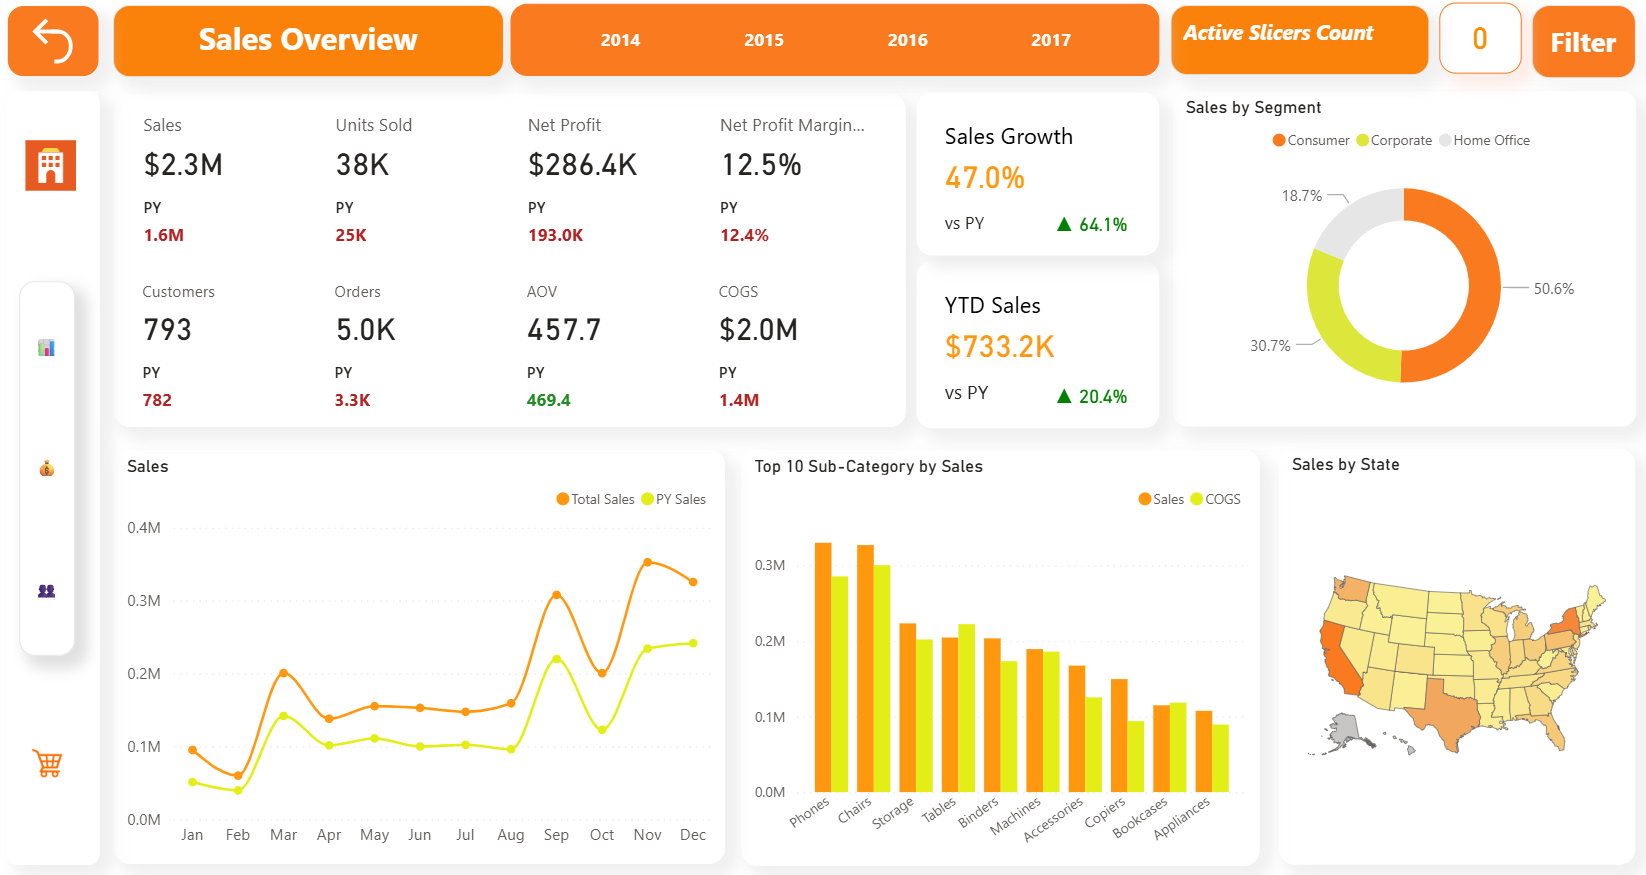 Sales Overview
2014 2015 2016 2017
Active Slicers Count
0
Filter
Sales Units Sold Net Profit Net Profit Margin...
$2.3M 38K $286.4K 12.5%
PY PY PY PY
1.6M 25K 193.0K 12.4%
Customers Orders AOV COGS
793 5.0K 457.7 $2.0M
PY PY PY PY
782 3.3K 469.4 1.4M
Sales Growth
47.0%
vs PY ▲ 64.1%
YTD Sales
$733.2K
vs PY ▲ 20.4%
Sales by Segment
Consumer Corporate Home Office
18.7%
50.6%
30.7%
Sales
Total Sales PY Sales
0.4M
0.3M
0.2M
0.1M
0.0M
Jan Feb Mar Apr May Jun Jul Aug Sep Oct Nov Dec
Top 10 Sub-Category by Sales
Sales COGS
0.3M
0.2M
0.1M
0.0M
Phones Chairs Storage Tables Binders Machines Accessories Copiers Bookcases Appliances
Sales by State